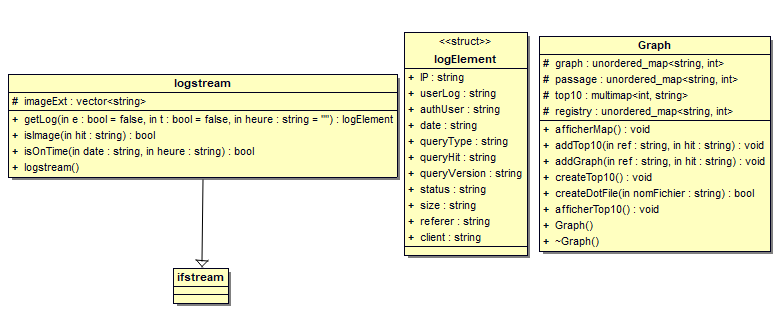 logstream
# imageExt : vector<string>
+ getLog(in e : bool = false, in t : bool = false, in heure : string = "") : logElement
+ isImage(in hit : string) : bool
+ isOnTime(in date : string, in heure : string) : bool
+ logstream()
ifstream
<<struct>>
logElement
+ IP : string
+ userLog : string
+ authUser : string
+ date : string
+ queryType : string
+ queryHit : string
+ queryVersion : string
+ status : string
+ size : string
+ referer : string
+ client : string
Graph
# graph : unordered_map<string, int>
# passage : unordered_map<string, int>
# top10 : multimap<int, string>
# registry : unordered_map<string, int>
+ afficherMap() : void
+ addTop10(in ref : string, in hit : string) : void
+ addGraph(in ref : string, in hit : string) : void
+ createTop10() : void
+ createDotFile(in nomFichier : string) : bool
+ afficherTop10() : void
+ Graph()
+ ~Graph()